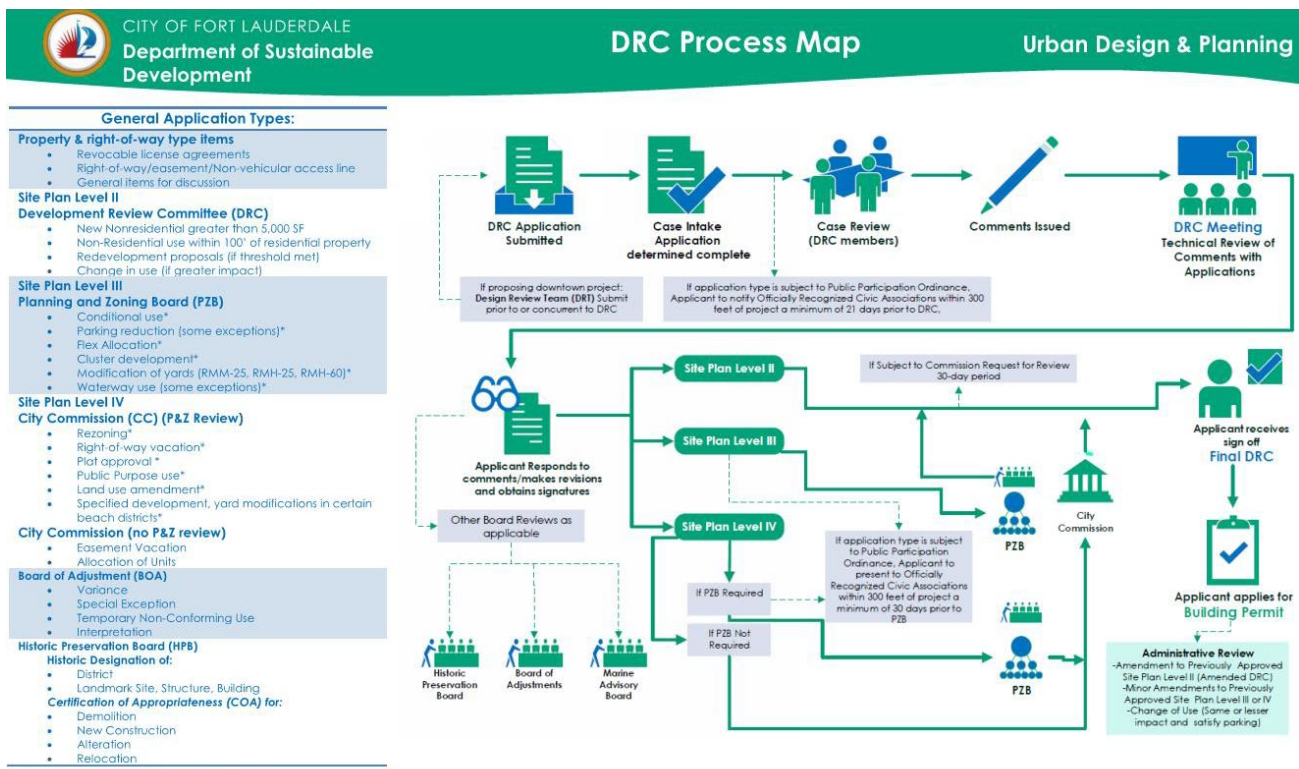 CITY OF FORT LAUDERDALE
Department of Sustainable
Development
DRC Process Map
Urban Design & Planning
General Application Types:
Property & right-of-way type items
• Revocable license agreements
• Right-of-way/easement/Non-vehicular access line
• General items for discussion
Site Plan Level II
Development Review Committee (DRC)
• New Nonresidential greater than 5,000 SF
• Non-Residential use within 100' of residential property
• Redevelopment proposals (if threshold met)
• Change in use (if greater impact)
Site Plan Level III
Planning and Zoning Board (PZB)
• Conditional use*
• Parking reduction (some exceptions)*
• Flex Allocation*
• Cluster development*
• Modification of yards (RMM-25, RMH-25, RMH-60)*
• Waterway use (some exceptions)*
Site Plan Level IV
City Commission (CC) (P&Z Review)
• Rezoning*
• Right-of-way vacation*
• Plat approval *
• Public Purpose use*
• Land use amendment*
• Specified development, yard modifications in certain
beach districts*
City Commission (no P&Z review)
• Easement Vacation
• Allocation of Units
Board of Adjustment (BOA)
• Variance
• Special Exception
• Temporary Non-Conforming Use
• Interpretation
Historic Preservation Board (HPB)
Historic Designation of:
• District
• Landmark Site, Structure, Building
Certification of Appropriateness (COA) for:
• Demolition
• New Construction
• Alteration
• Relocation
DRC Application
Submitted
Case Intake
Application
determined complete
Case Review
(DRC members)
Comments Issued
DRC Meeting
Technical Review of
Comments with
Applications
If proposing downtown project:
Design Review Team (DRT) Submit
prior to or concurrent to DRC
If application type is subject to Public Participation Ordinance,
Applicant to notify Officially Recognized Civic Associations within 300
feet of project a minimum of 21 days prior to DRC,
Applicant Responds to
comments/makes revisions
and obtains signatures
Site Plan Level II
Site Plan Level III
Site Plan Level IV
If Subject to Commission Request for Review
30-day period
Applicant receives
sign off
Final DRC
Other Board Reviews as
applicable
Historic
Preservation
Board
Board of
Adjustments
Marine
Advisory
Board
If PZB Required
If PZB Not
Required
If application type is subject
to Public Participation
Ordinance, Applicant to
present to Officially
Recognized Civic Associations
within 300 feet of project a
minimum of 30 days prior to
PZB
PZB
PZB
City
Commission
Applicant applies for
Building Permit
Administrative Review
-Amendment to Previously Approved
Site Plan Level II (Amended DRC)
-Minor Amendments to Previously
Approved Site Plan Level III or IV
-Change of Use (Same or lesser
impact and satisfy parking)